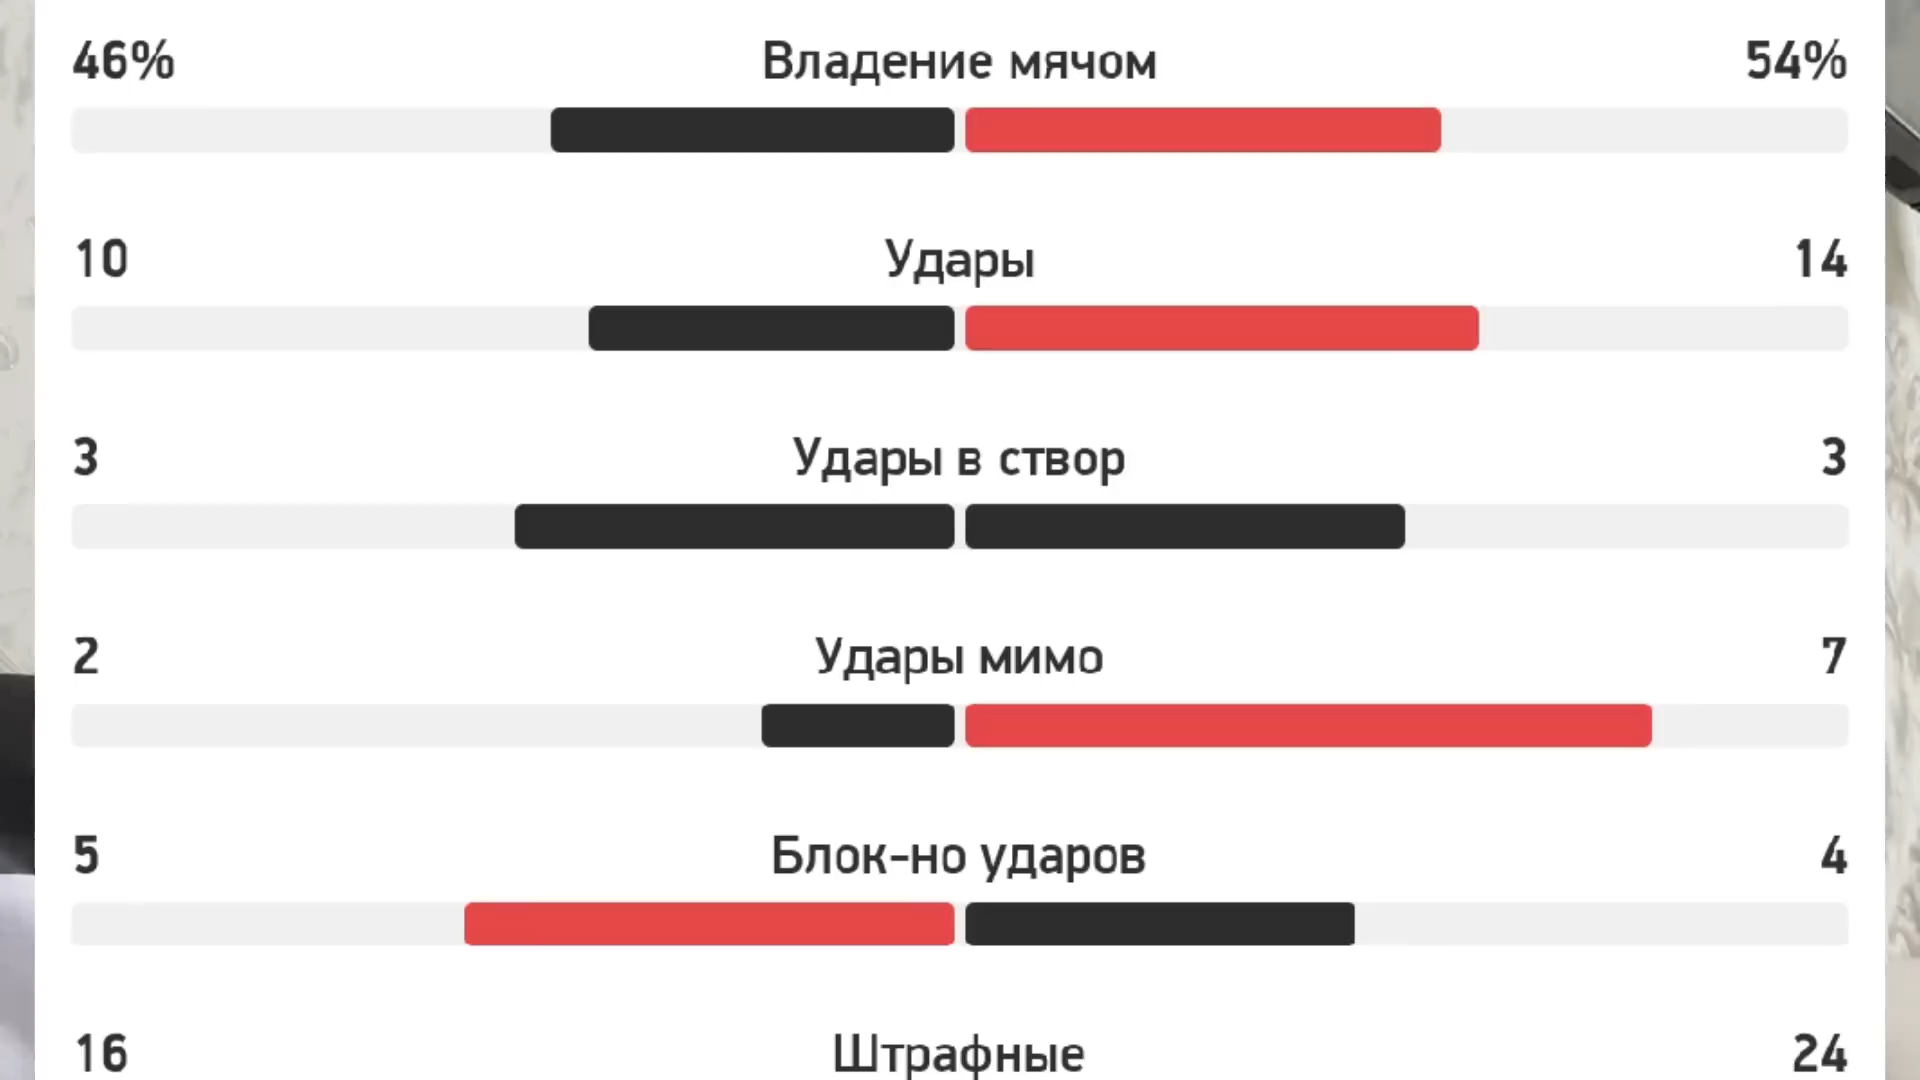 46% Владение мячом 54%
10 Удары 14
3 Удары в створ 3
2 Удары мимо 7
5 Блок-но ударов 4
16 Штрафные 24